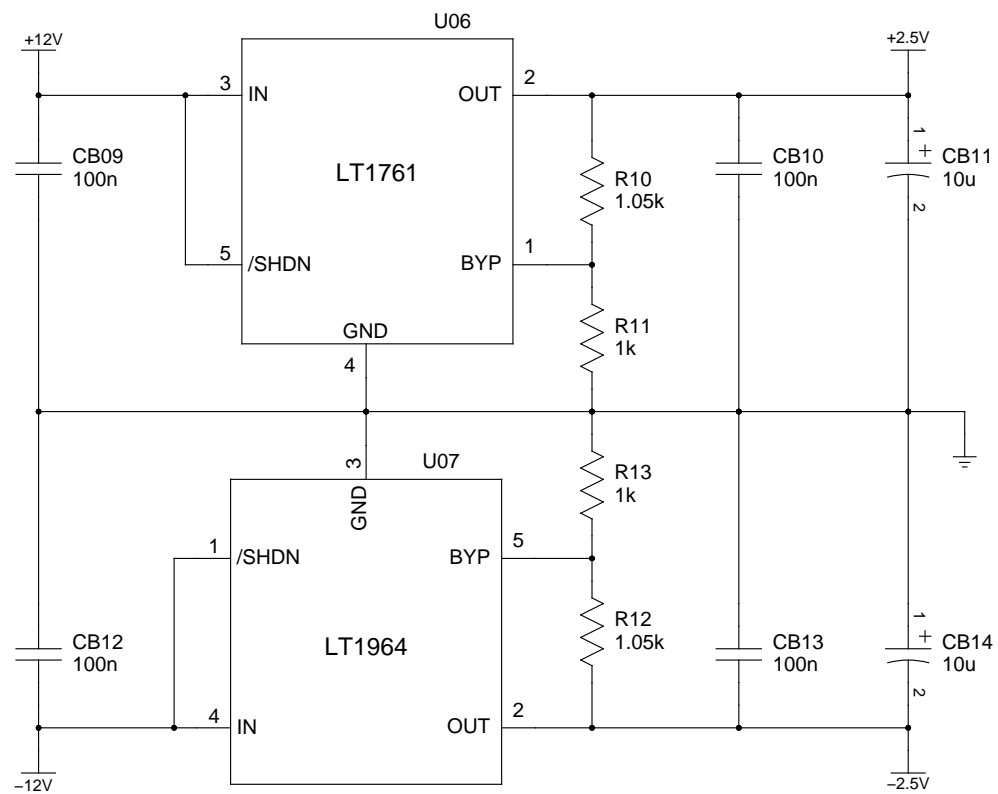 U06
+12V
+2.5V
3
IN
OUT
2
1
+
CB09
100n
LT1761
R10
1.05k
CB10
100n
CB11
10u
2
5
/SHDN
BYP
1
GND
4
R11
1k
3
GND
U07
R13
1k
1
/SHDN
BYP
5
R12
1.05k
1
+
CB12
100n
LT1964
CB13
100n
CB14
10u
2
4
IN
OUT
2
−12V
−2.5V